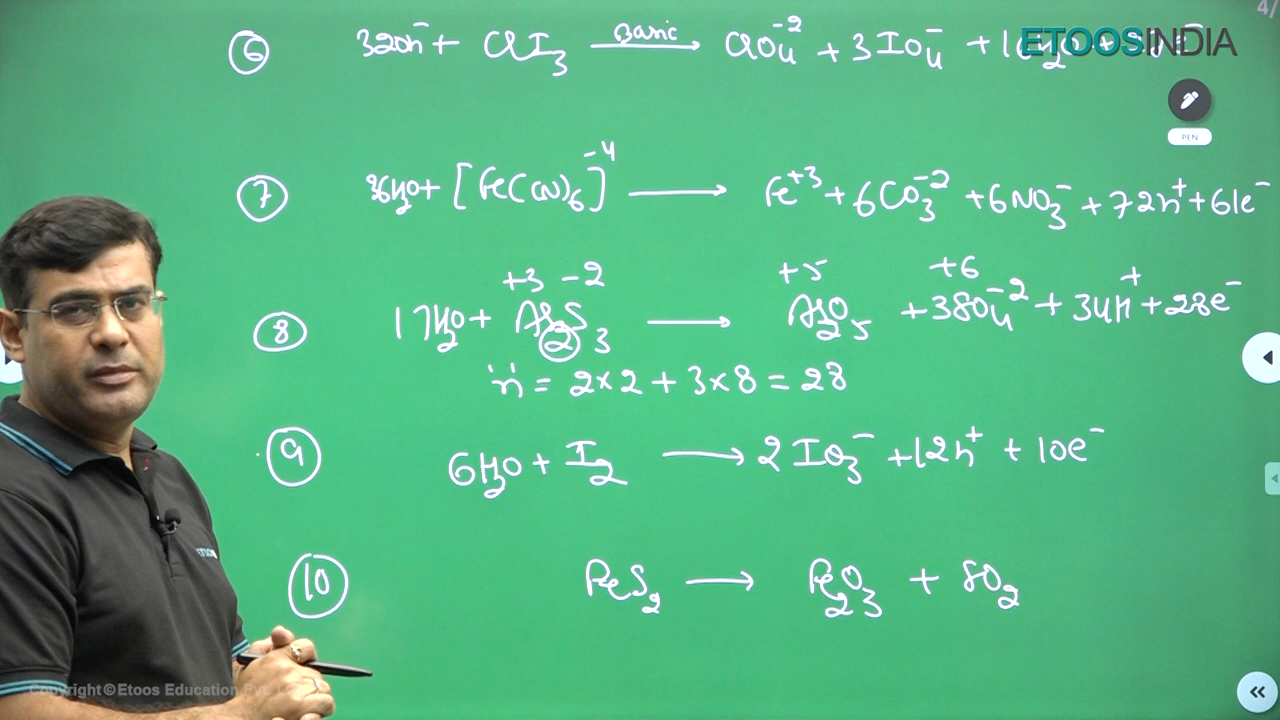 4/
ETOOSINDIA
⑥ 32OH⁻ + CrI₃ —Basic→ CrO₄⁻² + 3IO₄⁻ + 16H₂O +
PEN
⑦ 36H₂O + [Fe(CN)₆]⁻⁴ ⟶ Fe⁺³ + 6CO₃⁻² + 6NO₃⁻ + 72H⁺ + 61e⁻
+3 -2 +5 +6
⑧ 17H₂O + As₂S₃ ⟶ As₂O₅ + 3SO₄⁻² + 34H⁺ + 28e⁻
"n" = 2×2 + 3×8 = 28
⑨ 6H₂O + I₂ ⟶ 2IO₃⁻ + 12H⁺ + 10e⁻
⑩ FeS₂ ⟶ Fe₂O₃ + SO₂
ETOOS
Copyright©Etoos Education Pvt.